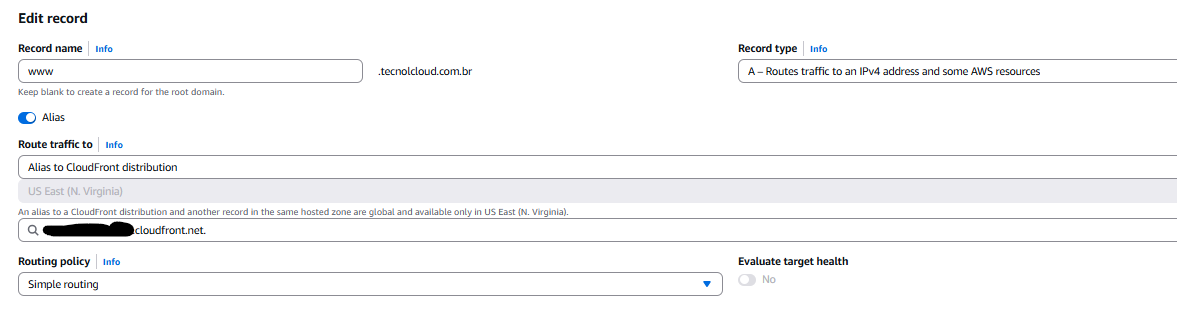 Edit record
Record name Info
Record type Info
www
.tecnolcloud.com.br
A – Routes traffic to an IPv4 address and some AWS resources
Keep blank to create a record for the root domain.
Alias
Route traffic to Info
Alias to CloudFront distribution
US East (N. Virginia)
An alias to a CloudFront distribution and another record in the same hosted zone are global and available only in US East (N. Virginia).
.cloudfront.net.
Routing policy Info
Evaluate target health
Simple routing
No